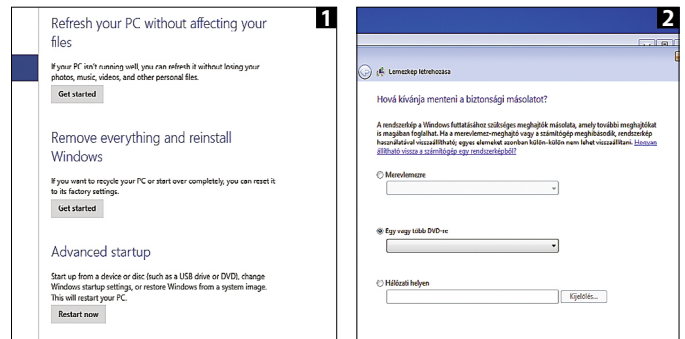 1
Refresh your PC without affecting your
files
If your PC isn't running well, you can refresh it without losing your
photos, music, videos, and other personal files.
Get started
Remove everything and reinstall
Windows
If you want to recycle your PC or start over completely, you can reset it
to its factory settings.
Get started
Advanced startup
Start up from a device or disc (such as a USB drive or DVD), change
Windows startup settings, or restore Windows from a system image.
This will restart your PC.
Restart now
2
Lemezkép létrehozása
Hová kívánja menteni a biztonsági másolatot?
A rendszerkép a Windows futtatásához szükséges meghajtók másolata, amely további meghajtókat
is magában foglalhat. Ha a merevlemez-meghajtó vagy a számítógép meghibásodik, rendszerkép
használatával visszaállítható; egyes elemeket azonban külön-külön nem lehet visszaállítani. Hogyan
állítható vissza a számítógép egy rendszerképből?
Merevlemezre
Egy vagy több DVD-re
Hálózati helyen
Kijelölés...